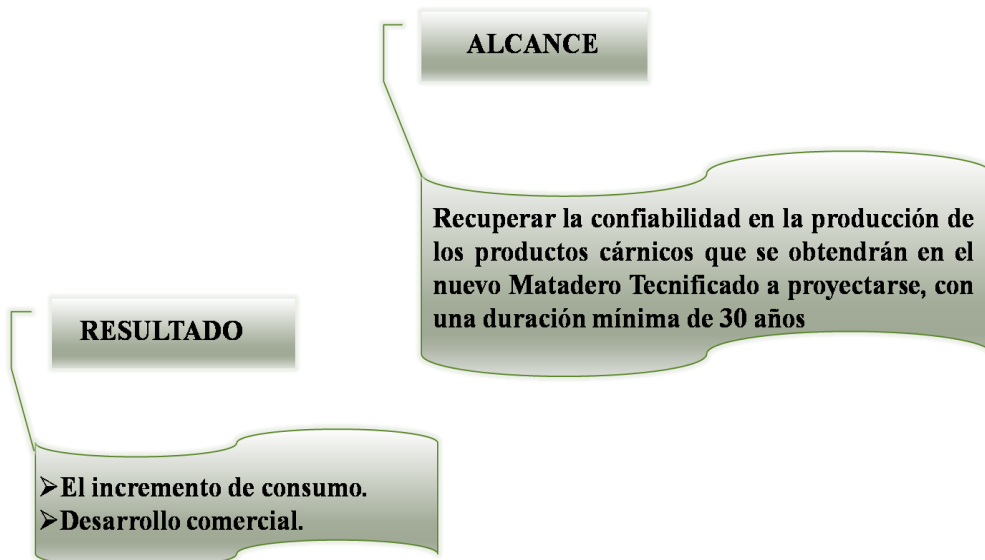 ALCANCE
Recuperar la confiabilidad en la producción de
los productos cárnicos que se obtendrán en el
nuevo Matadero Tecnificado a proyectarse, con
una duración mínima de 30 años
RESULTADO
➢El incremento de consumo.
➢Desarrollo comercial.